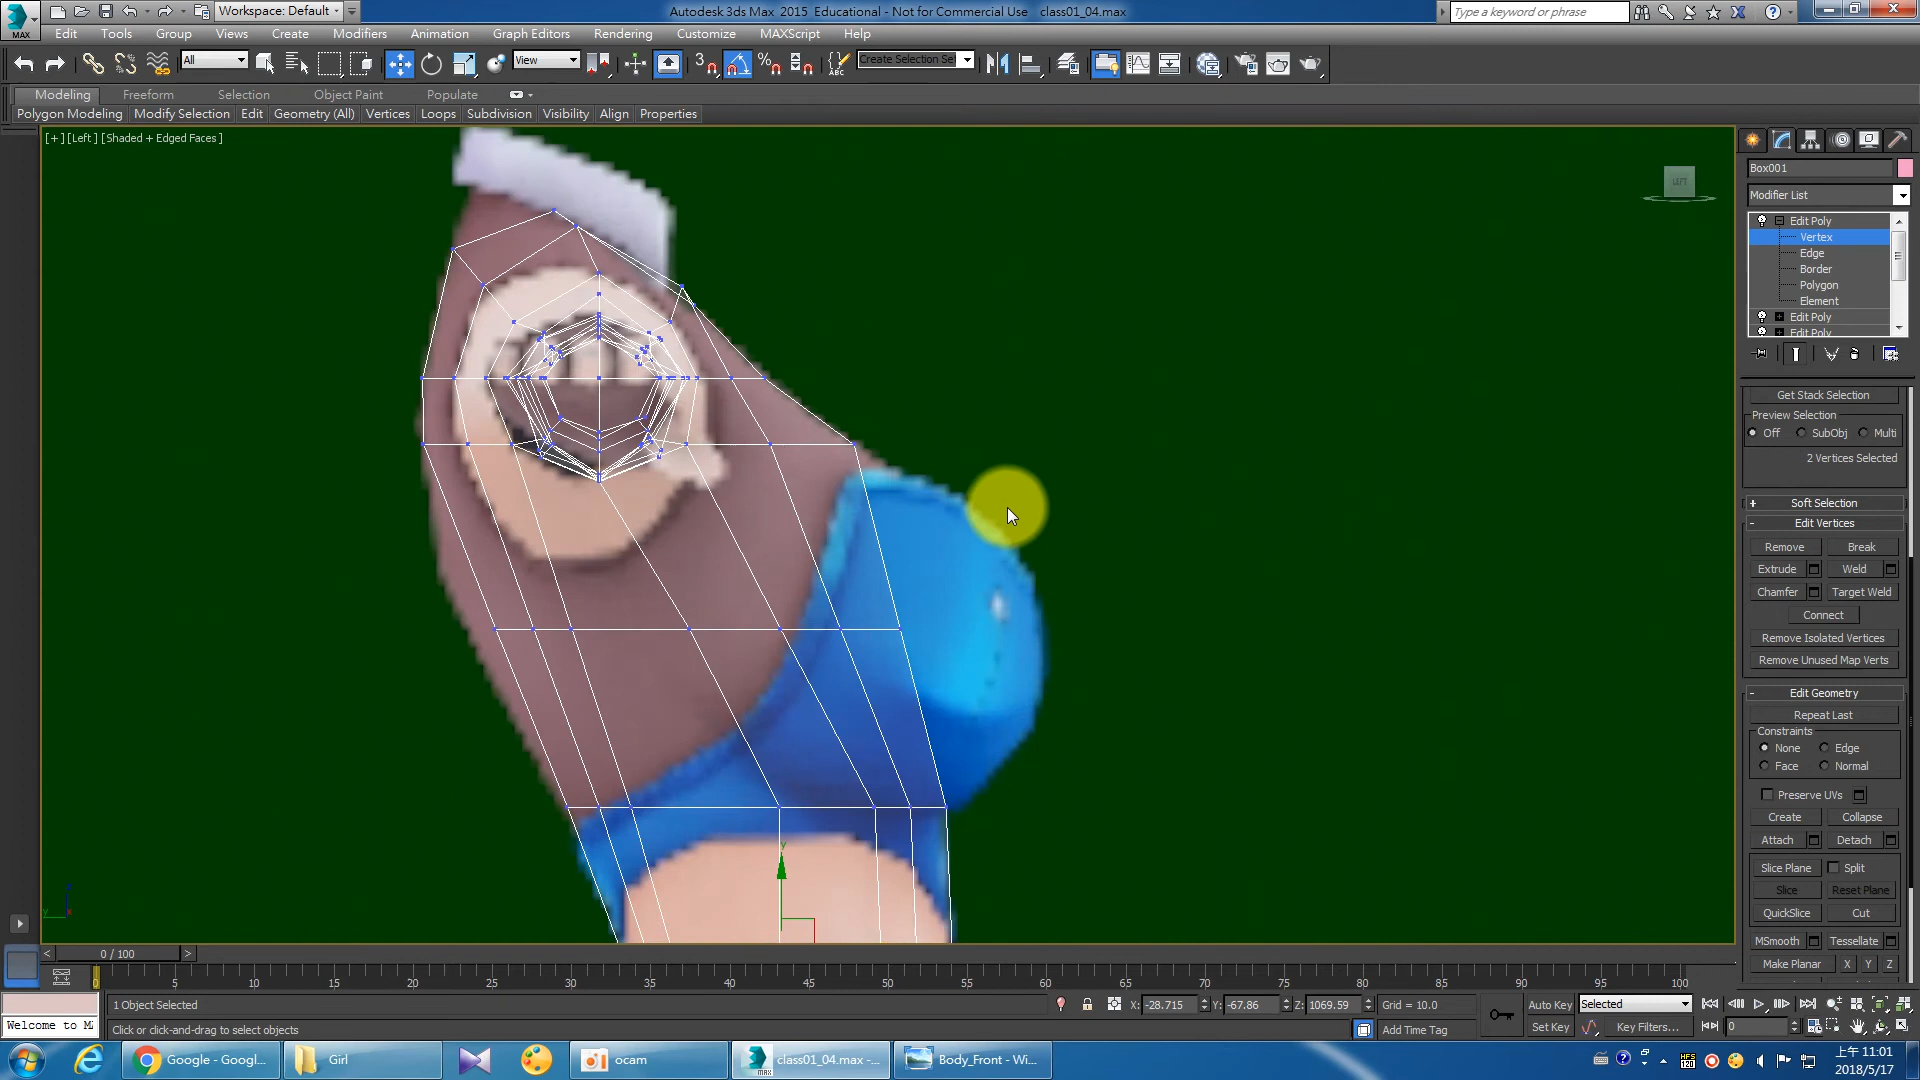 MAX
Workspace: Default
Autodesk 3ds Max 2015 Educational - Not for Commercial Use class01_04.max
Type a keyword or phrase
Edit Tools Group Views Create Modifiers Animation Graph Editors Rendering Customize MAXScript Help
All
View
3
ABC
Create Selection Se
Modeling Freeform Selection Object Paint Populate
Polygon Modeling Modify Selection Edit Geometry (All) Vertices Loops Subdivision Visibility Align Properties
[+] [Left] [Shaded + Edged Faces]
LEFT
Box001
Modifier List
Edit Poly
Vertex
Edge
Border
Polygon
Element
Edit Poly
Edit Poly
Get Stack Selection
Preview Selection
Off SubObj Multi
2 Vertices Selected
+ Soft Selection
- Edit Vertices
Remove Break
Extrude Weld
Chamfer Target Weld
Connect
Remove Isolated Vertices
Remove Unused Map Verts
- Edit Geometry
Repeat Last
Constraints
None Edge
Face Normal
Preserve UVs
Create Collapse
Attach Detach
Slice Plane Split
Slice Reset Plane
QuickSlice Cut
MSmooth Tessellate
Make Planar X Y Z
y
< 0 / 100 >
0 5 10 15 20 25 30 35 40 45 50 55 60 65 70 75 80 85 90 95 100
1 Object Selected
X: -28.715 Y: -67.86 Z: 1069.59 Grid = 10.0
Auto Key Selected
Welcome to M
Click or click-and-drag to select objects
Add Time Tag
Set Key Key Filters... 0
Google - Googl...
Girl
ocam
class01_04.max -...
Body_Front - Wi...
上午 11:01
2018/5/17